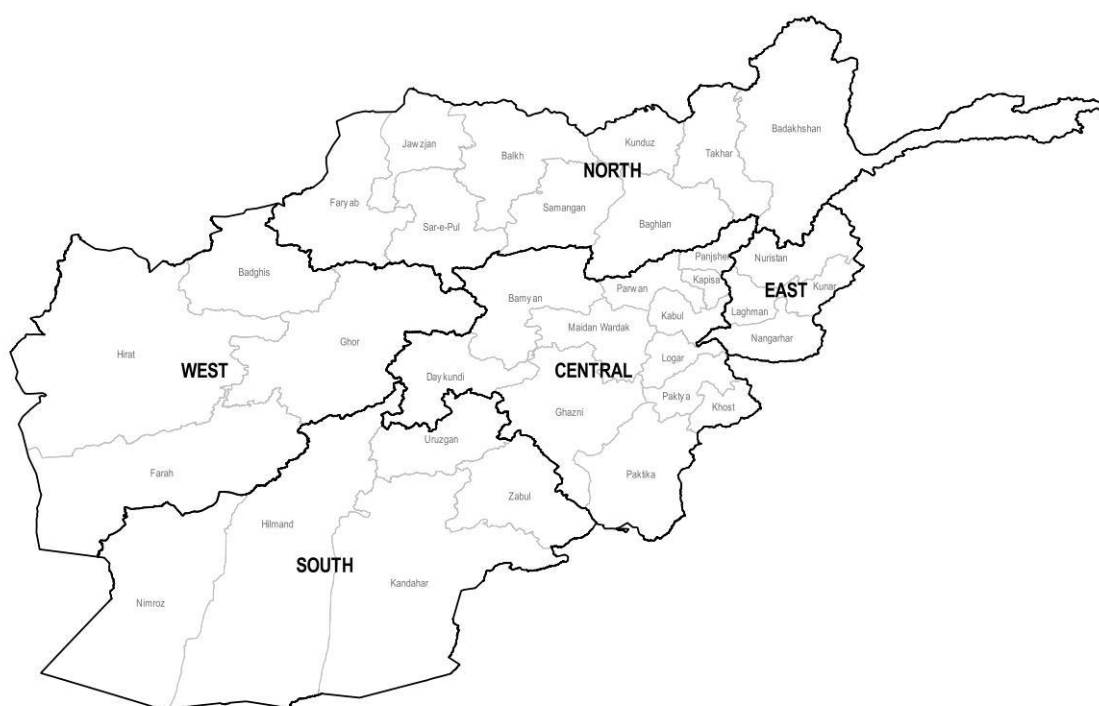 Badakhshan
Jawzjan
Balkh
Kunduz
Takhar
NORTH
Faryab
Samangan
Sar-e-Pul
Baghlan
Badghis
Panjsher
Nuristan
Kapisa
Kunar
EAST
Parwan
Bamyan
Laghman
Kabul
Maidan Wardak
Nangarhar
Hirat
Ghor
Logar
WEST
CENTRAL
Daykundi
Paktya
Khost
Ghazni
Uruzgan
Farah
Paktika
Zabul
Hilmand
SOUTH
Kandahar
Nimroz